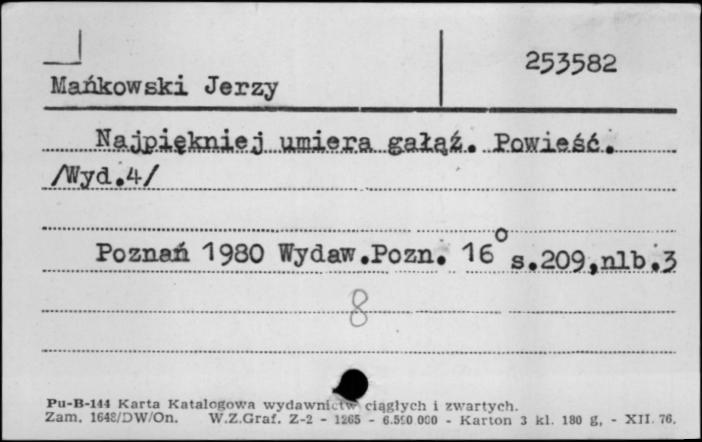 253582
Mańkowski Jerzy
Najpiękniej umiera gałąź. Powieść.
/Wyd.4/
Poznań 1980 Wydaw.Pozn. 16° s.209,nlb.3
8
Pu-B-144 Karta Katalogowa wydawnictw ciągłych i zwartych.
Zam. 1648/DW/On. W.Z.Graf. Z-2 - 1265 - 6.500 000 - Karton 3 kl. 180 g, - XII. 76.